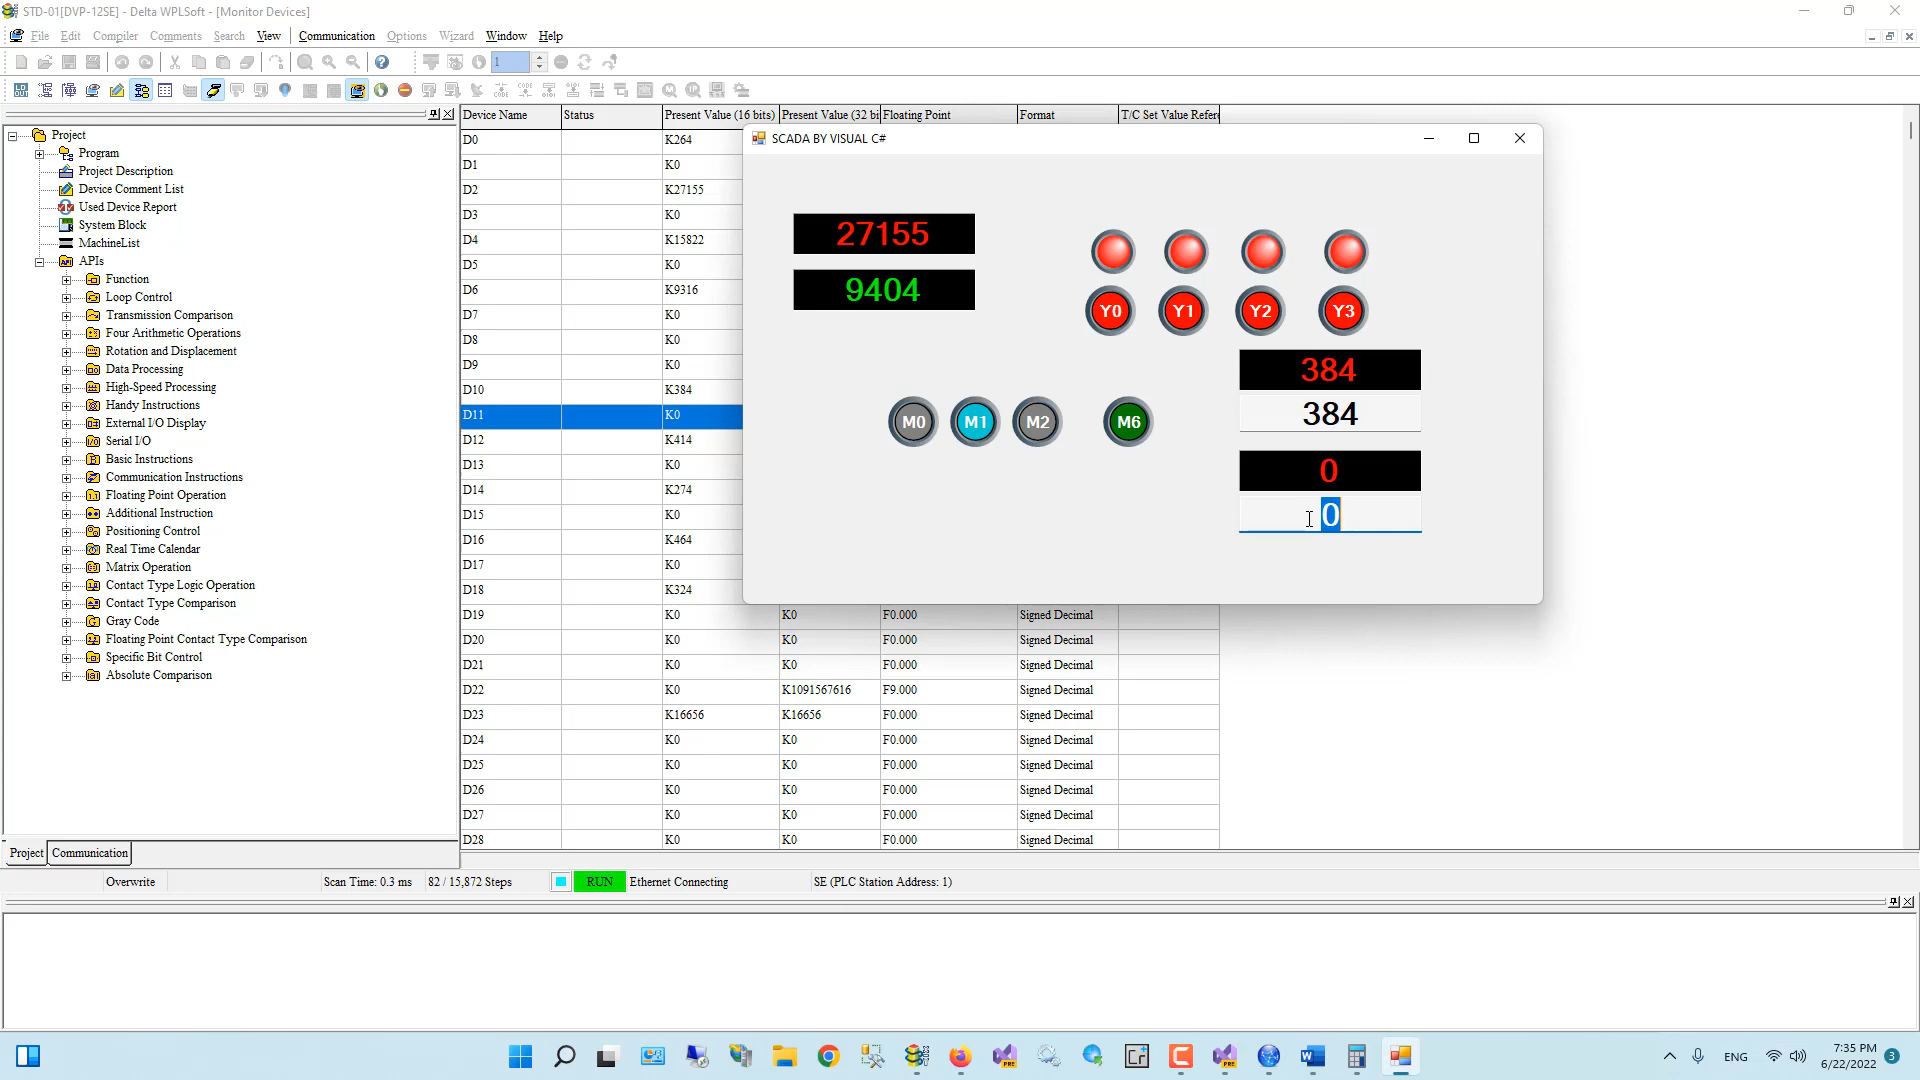 STD-01[DVP-12SE] - Delta WPLSoft - [Monitor Devices]
File Edit Compiler Comments Search View Communication Options Wizard Window Help
1
Project
Program
Project Description
Device Comment List
Used Device Report
System Block
MachineList
APIs
Function
Loop Control
Transmission Comparison
Four Arithmetic Operations
Rotation and Displacement
Data Processing
High-Speed Processing
Handy Instructions
External I/O Display
Serial I/O
Basic Instructions
Communication Instructions
Floating Point Operation
Additional Instruction
Positioning Control
Real Time Calendar
Matrix Operation
Contact Type Logic Operation
Contact Type Comparison
Gray Code
Floating Point Contact Type Comparison
Specific Bit Control
Absolute Comparison
Project Communication
Device Name Status Present Value (16 bits) Present Value (32 bi Floating Point Format T/C Set Value Refere
D0 K264
D1 K0
D2 K27155
D3 K0
D4 K15822
D5 K0
D6 K9316
D7 K0
D8 K0
D9 K0
D10 K384
D11 K0
D12 K414
D13 K0
D14 K274
D15 K0
D16 K464
D17 K0
D18 K324
D19 K0 K0 F0.000 Signed Decimal
D20 K0 K0 F0.000 Signed Decimal
D21 K0 K0 F0.000 Signed Decimal
D22 K0 K1091567616 F9.000 Signed Decimal
D23 K16656 K16656 F0.000 Signed Decimal
D24 K0 K0 F0.000 Signed Decimal
D25 K0 K0 F0.000 Signed Decimal
D26 K0 K0 F0.000 Signed Decimal
D27 K0 K0 F0.000 Signed Decimal
D28 K0 K0 F0.000 Signed Decimal
SCADA BY VISUAL C#
27155
9404
Y0 Y1 Y2 Y3
384
384
M0 M1 M2 M6
0
0
Overwrite Scan Time: 0.3 ms 82 / 15,872 Steps RUN Ethernet Connecting SE (PLC Station Address: 1)
ENG
7:35 PM
6/22/2022
3